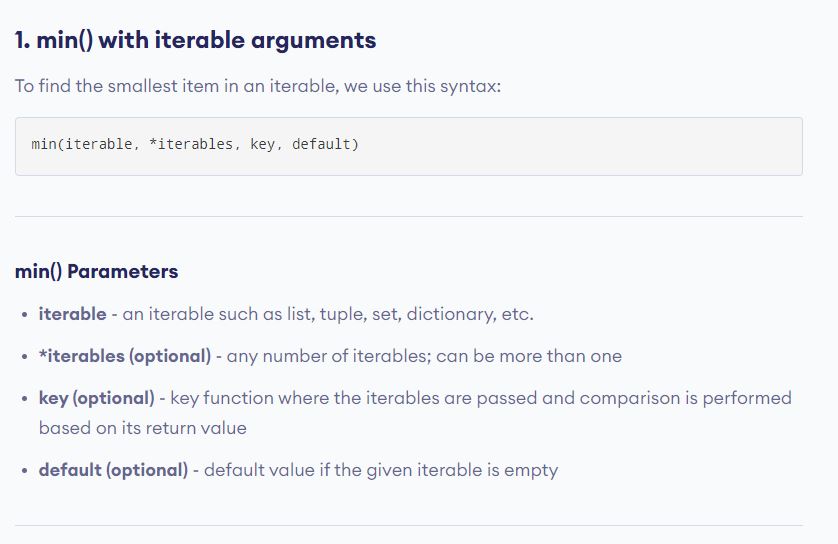 1. min() with iterable arguments
To find the smallest item in an iterable, we use this syntax:
min(iterable, *iterables, key, default)
min() Parameters
• iterable - an iterable such as list, tuple, set, dictionary, etc.
• *iterables (optional) - any number of iterables; can be more than one
• key (optional) - key function where the iterables are passed and comparison is performed
based on its return value
• default (optional) - default value if the given iterable is empty